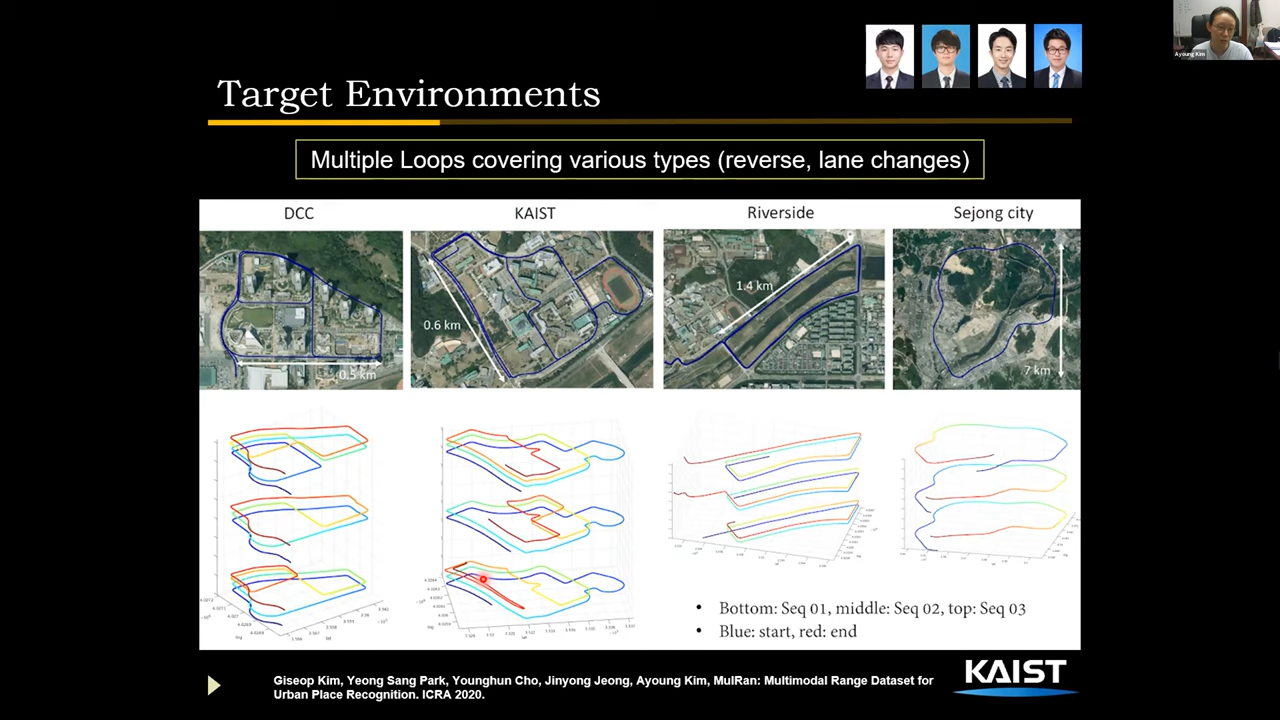 Ayoung Kim
Target Environments
Multiple Loops covering various types (reverse, lane changes)
DCC
KAIST
Riverside
Sejong city
0.5 km
0.6 km
1.4 km
7 km
• Bottom: Seq 01, middle: Seq 02, top: Seq 03
• Blue: start, red: end
Giseop Kim, Yeong Sang Park, Younghun Cho, Jinyong Jeong, Ayoung Kim, MulRan: Multimodal Range Dataset for
Urban Place Recognition. ICRA 2020.
KAIST